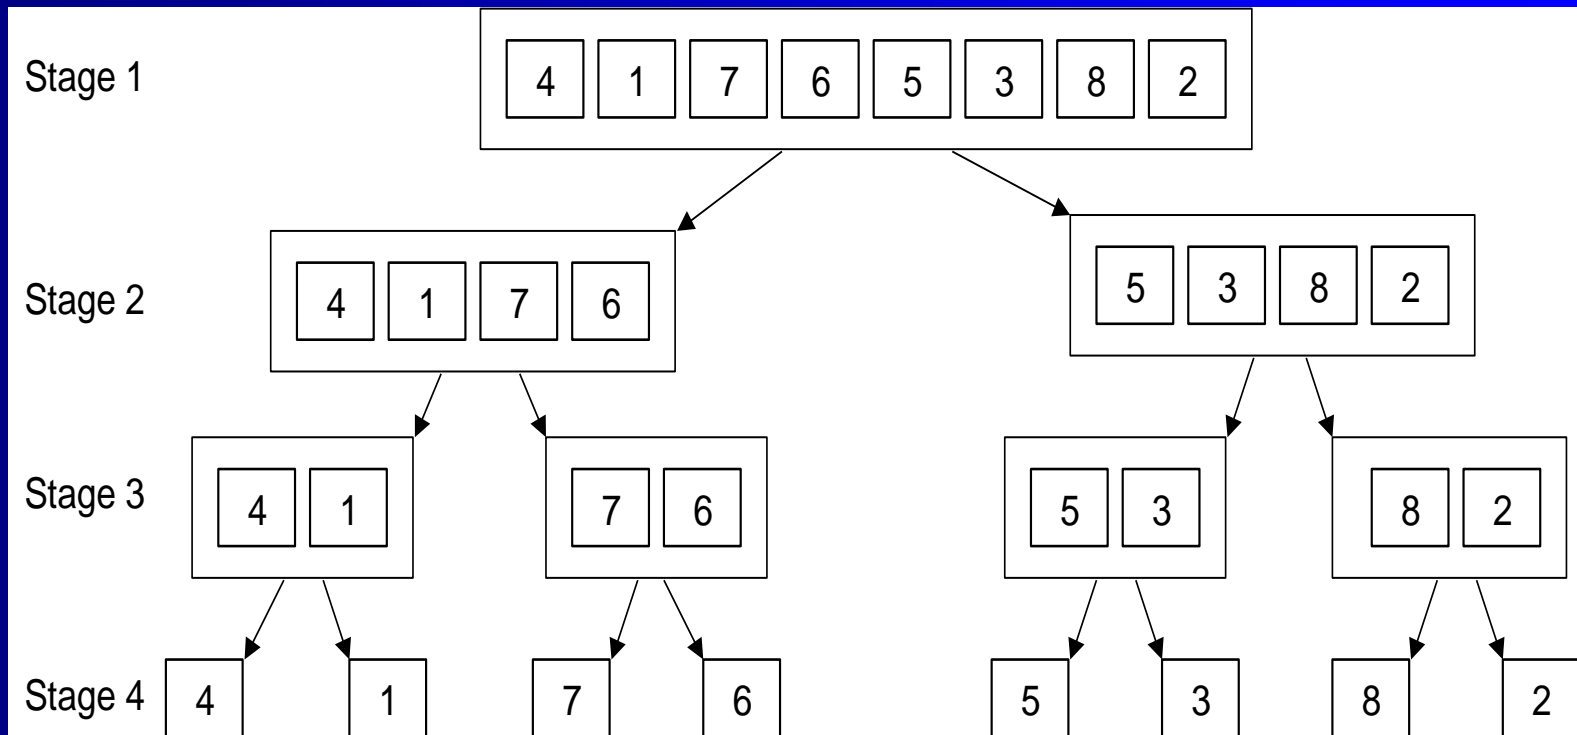 Stage 1 4 1 7 6 5 3 8 2
Stage 2 4 1 7 6 5 3 8 2
Stage 3 4 1 7 6 5 3 8 2
Stage 4 4 1 7 6 5 3 8 2